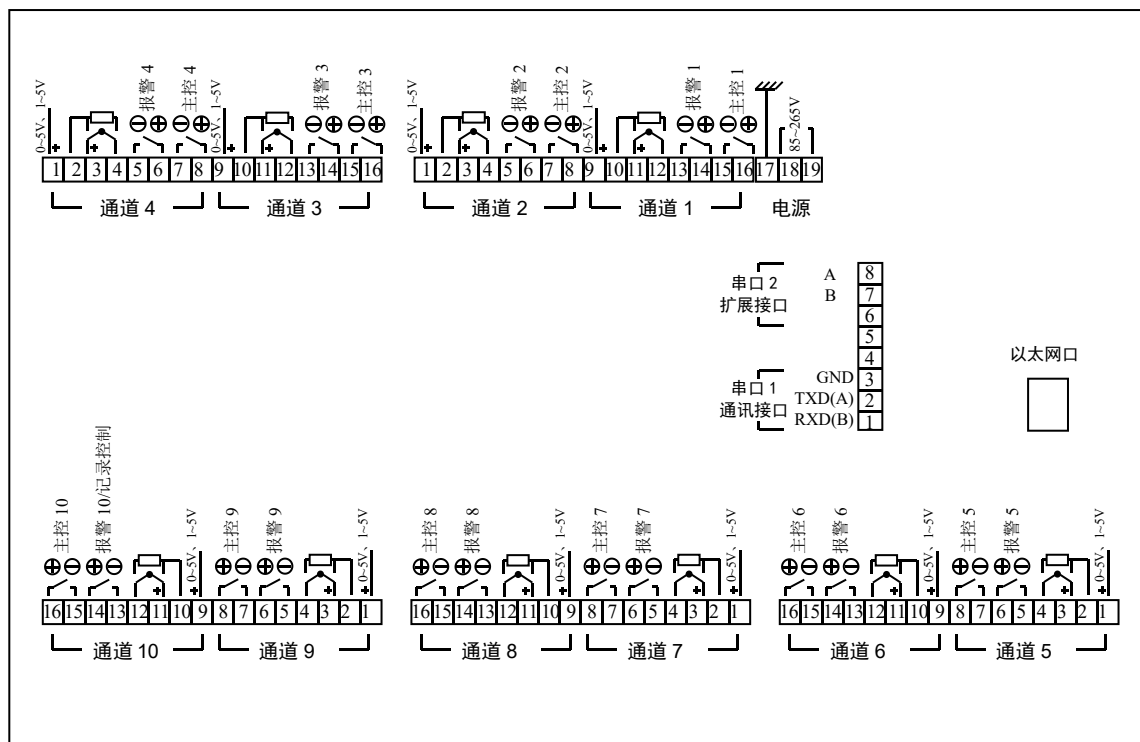 0~5V、1~5V 报警 4 主控 4 0~5V、1~5V 报警 3 主控 3 0~5V、1~5V 报警 2 主控 2 0~5V、1~5V 报警 1 主控 1 85~265V
1 2 3 4 5 6 7 8 9 10 11 12 13 14 15 16 1 2 3 4 5 6 7 8 9 10 11 12 13 14 15 16 17 18 19
通道 4 通道 3 通道 2 通道 1 电源
串口 2
扩展接口
A 8
B 7
6
5
4
串口 1
通讯接口
GND 3
TXD(A) 2
RXD(B) 1
以太网口
主控 10 报警 10/记录控制 0~5V、1~5V 主控 9 报警 9 0~5V、1~5V 主控 8 报警 8 0~5V、1~5V 主控 7 报警 7 0~5V、1~5V 主控 6 报警 6 0~5V、1~5V 主控 5 报警 5 0~5V、1~5V
16 15 14 13 12 11 10 9 8 7 6 5 4 3 2 1 16 15 14 13 12 11 10 9 8 7 6 5 4 3 2 1 16 15 14 13 12 11 10 9 8 7 6 5 4 3 2 1
通道 10 通道 9 通道 8 通道 7 通道 6 通道 5